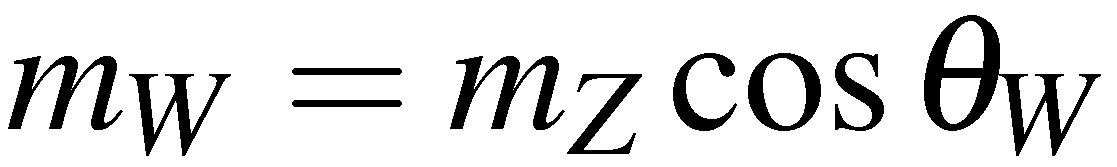 m_W = m_Z cos θ_W